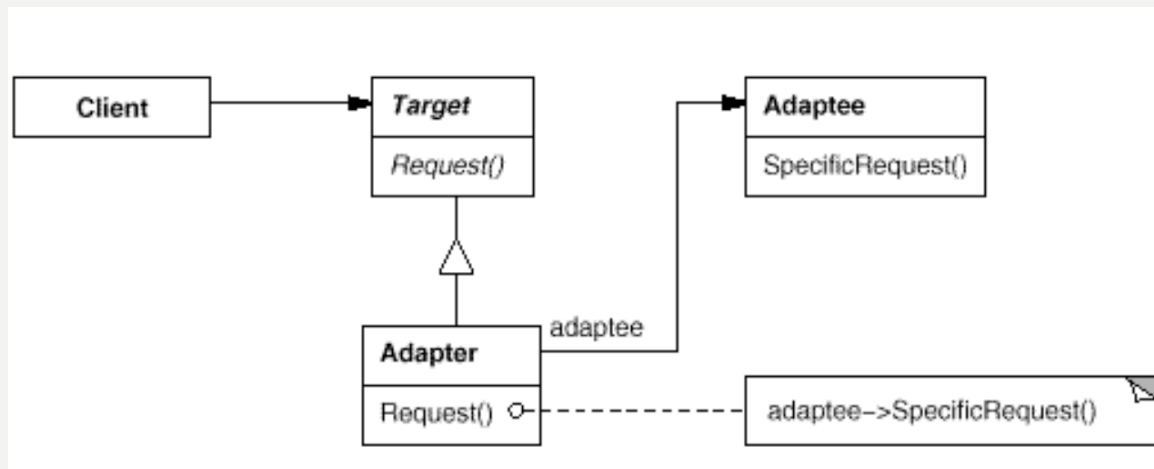 Client
Target
Request()
Adaptee
SpecificRequest()
adaptee
Adapter
Request()
adaptee->SpecificRequest()